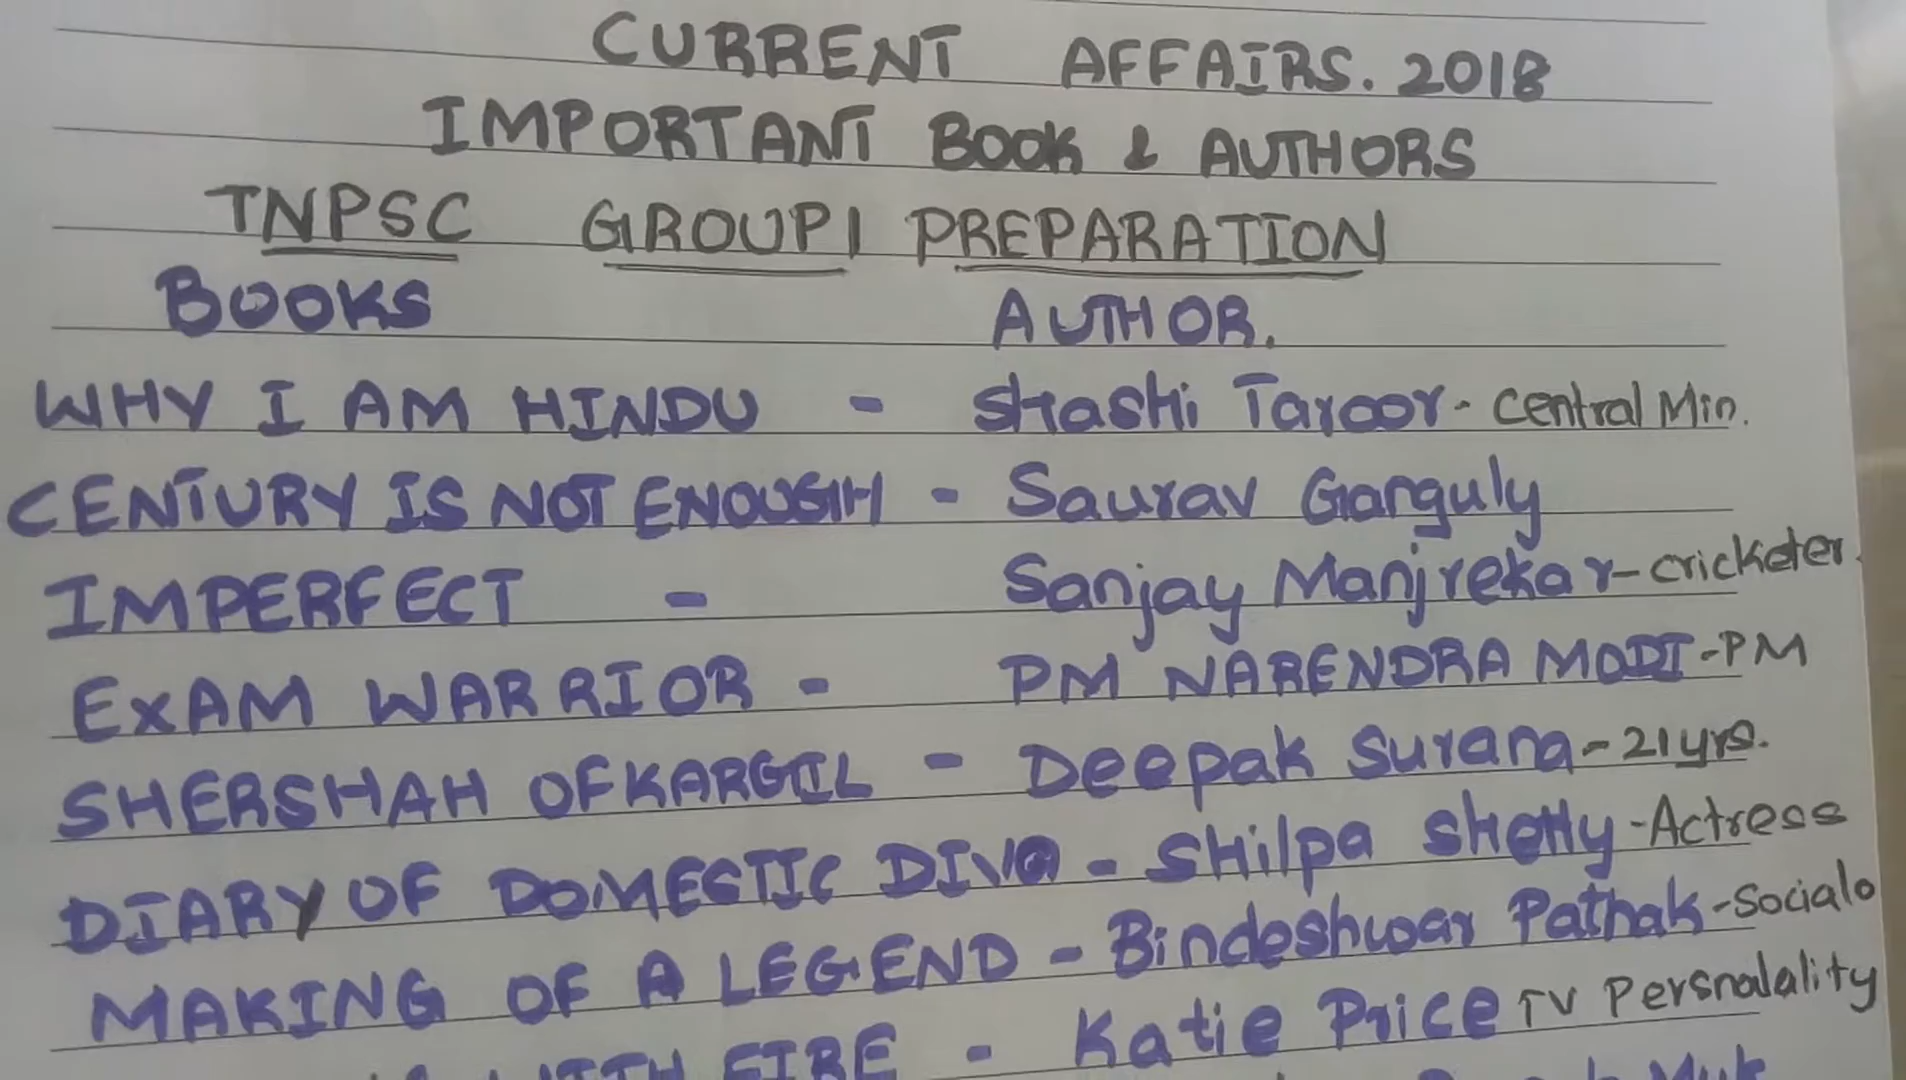 CURRENT AFFAIRS. 2018
IMPORTANT BOOK & AUTHORS
TNPSC GROUP1 PREPARATION
BOOKS AUTHOR.
WHY I AM HINDU - Shashi Taroor - Central Min.
CENTURY IS NOT ENOUGH - Saurav Ganguly
IMPERFECT - Sanjay Manjrekar - cricketer.
EXAM WARRIOR - PM NARENDRA MODI - PM
SHERSHAH OF KARGIL - Deepak Surana - 21 yrs.
DIARY OF DOMESTIC DIVA - Shilpa Shetty - Actress
MAKING OF A LEGEND - Bindeshwar Pathak - Socialo
WITH FIRE - Katie Price TV Persnalality